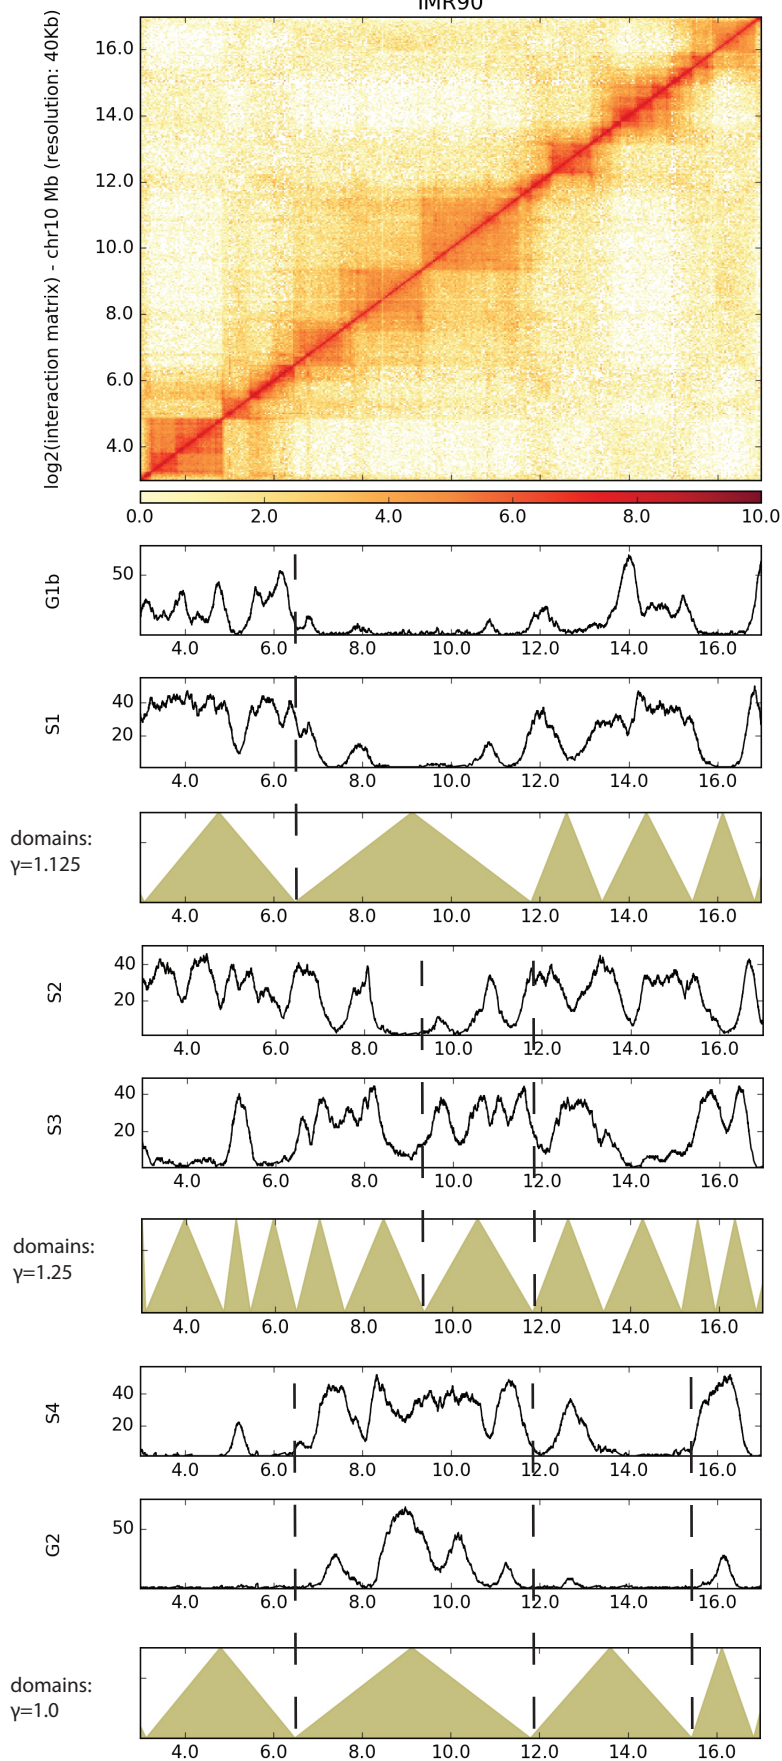 IMR90
log2(interaction matrix) - chr10 Mb (resolution: 40Kb)
16.0
14.0
12.0
10.0
8.0
6.0
4.0
0.0 2.0 4.0 6.0 8.0 10.0
G1b
50
4.0 6.0 8.0 10.0 12.0 14.0 16.0
S1
40
20
4.0 6.0 8.0 10.0 12.0 14.0 16.0
domains:
γ=1.125
4.0 6.0 8.0 10.0 12.0 14.0 16.0
S2
40
20
4.0 6.0 8.0 10.0 12.0 14.0 16.0
S3
40
20
4.0 6.0 8.0 10.0 12.0 14.0 16.0
domains:
γ=1.25
4.0 6.0 8.0 10.0 12.0 14.0 16.0
S4
40
20
4.0 6.0 8.0 10.0 12.0 14.0 16.0
G2
50
4.0 6.0 8.0 10.0 12.0 14.0 16.0
domains:
γ=1.0
4.0 6.0 8.0 10.0 12.0 14.0 16.0